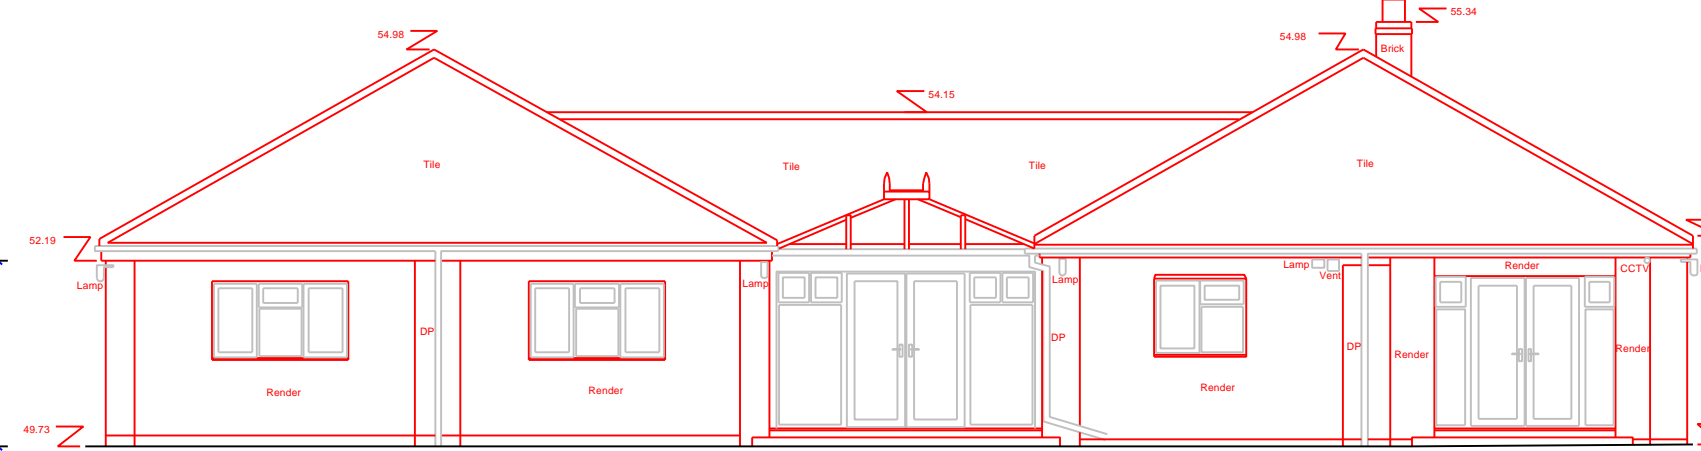 55.34
54.98
54.98
Brick
54.15
Tile
Tile
Tile
Tile
52.19
Lamp
Lamp
Lamp
Lamp
Vent
Render
CCTV
DP
DP
DP
Render
Render
Render
Render
Render
49.73